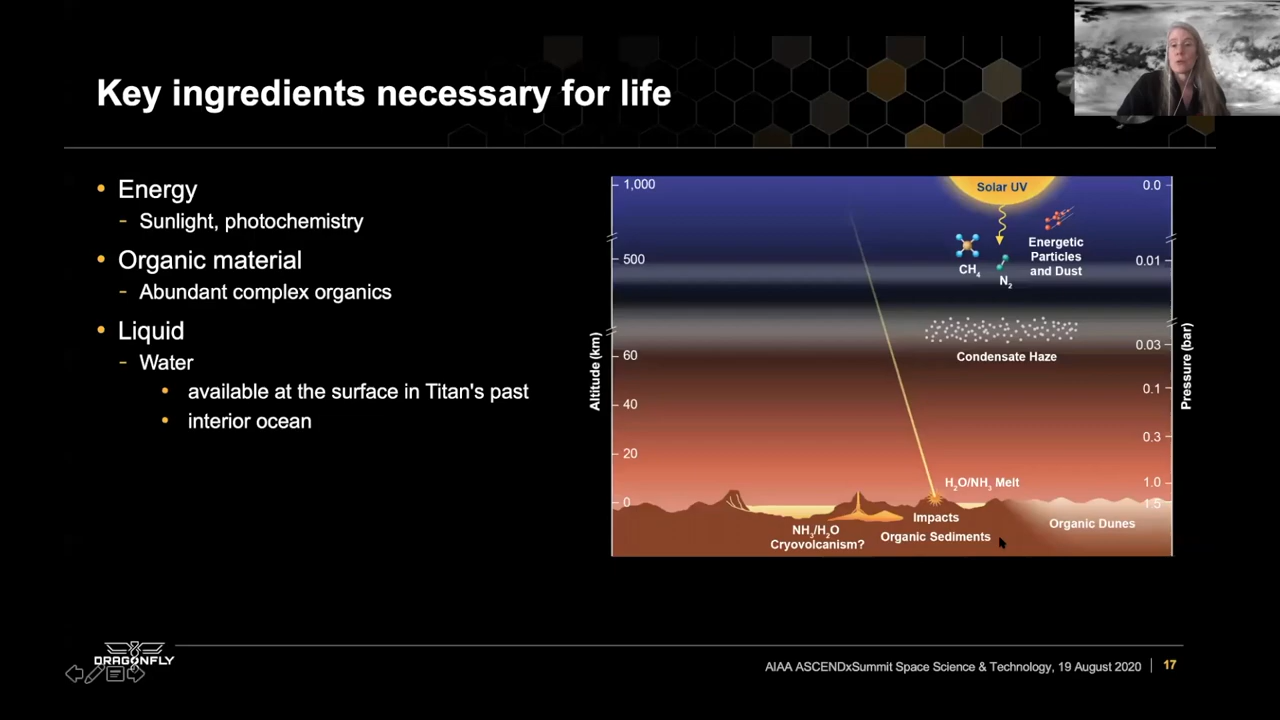 Key ingredients necessary for life
• Energy
- Sunlight, photochemistry
• Organic material
- Abundant complex organics
• Liquid
- Water
• available at the surface in Titan's past
• interior ocean
Altitude (km)
1,000
500
60
40
20
0
Solar UV
CH₄
N₂
Energetic
Particles
and Dust
Condensate Haze
H₂O/NH₃ Melt
Impacts
Organic Sediments
NH₃/H₂O
Cryovolcanism?
Organic Dunes
0.0
0.01
0.03
0.1
0.3
1.0
1.5
Pressure (bar)
DRAGONFLY
AIAA ASCENDxSummit Space Science & Technology, 19 August 2020 | 17